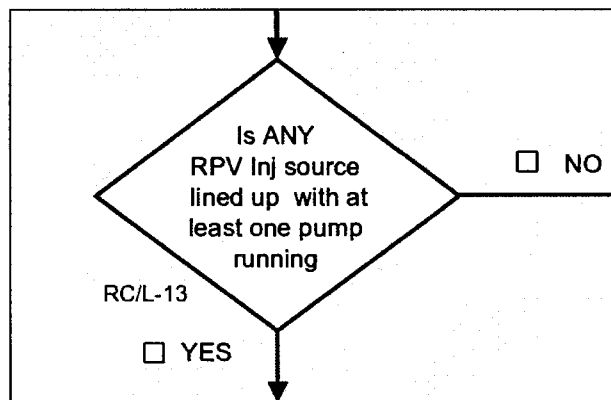 Is ANY
RPV Inj source
lined up with at
least one pump
running
☐ NO
RC/L-13
☐ YES